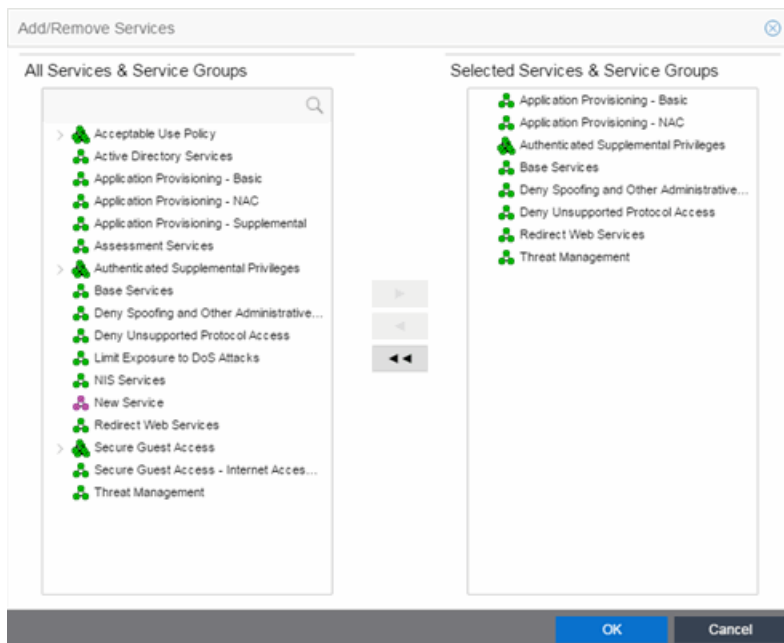 Add/Remove Services
All Services & Service Groups
Acceptable Use Policy
Active Directory Services
Application Provisioning - Basic
Application Provisioning - NAC
Application Provisioning - Supplemental
Assessment Services
Authenticated Supplemental Privileges
Base Services
Deny Spoofing and Other Administrative...
Deny Unsupported Protocol Access
Limit Exposure to DoS Attacks
NIS Services
New Service
Redirect Web Services
Secure Guest Access
Secure Guest Access - Internet Acces...
Threat Management
Selected Services & Service Groups
Application Provisioning - Basic
Application Provisioning - NAC
Authenticated Supplemental Privileges
Base Services
Deny Spoofing and Other Administrative...
Deny Unsupported Protocol Access
Redirect Web Services
Threat Management
OK
Cancel